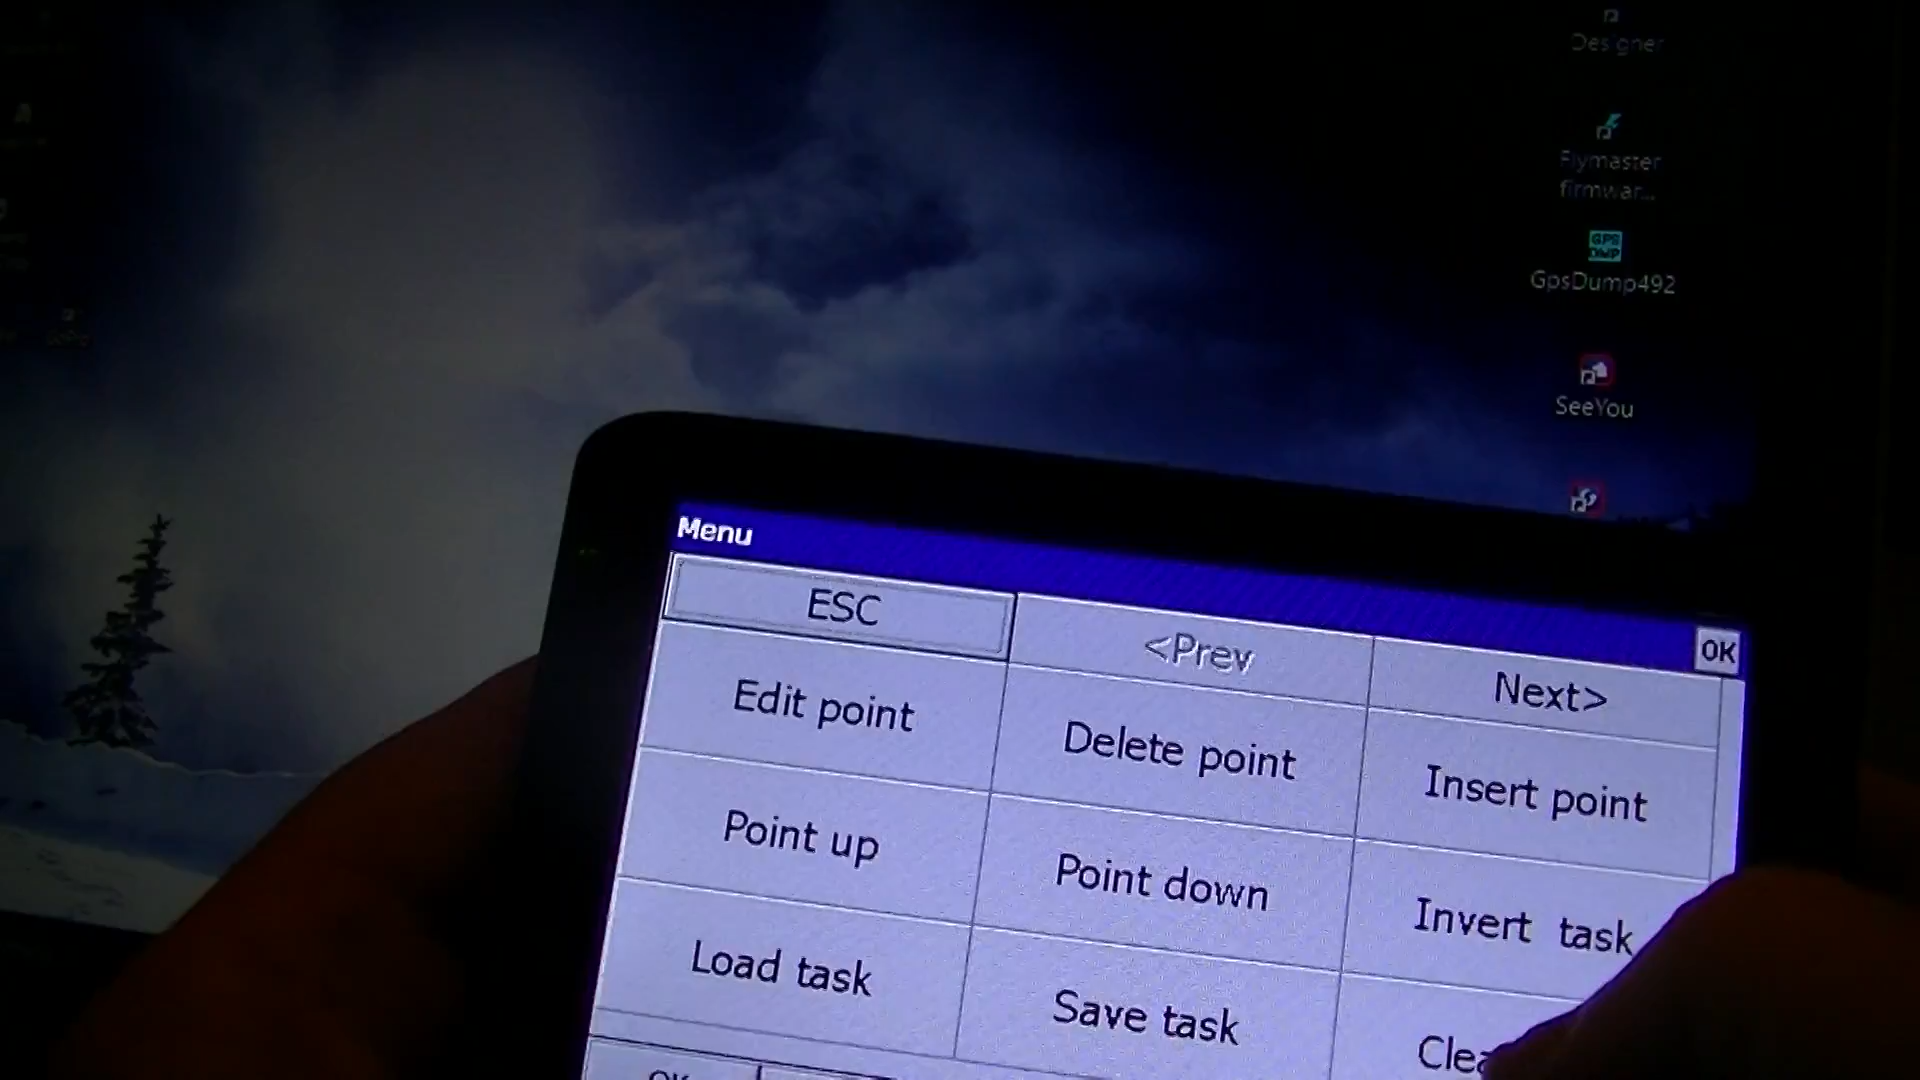 Designer
Flymaster
firmwar...
GpsDump492
SeeYou
Menu
OK
ESC
<Prev
Next>
Edit point
Delete point
Insert point
Point up
Point down
Invert task
Load task
Save task
OK